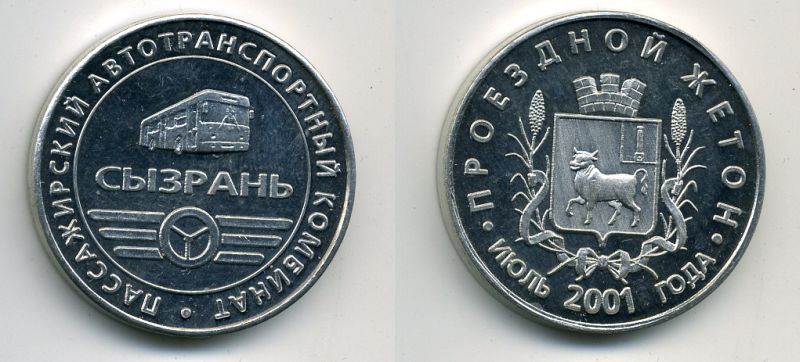 ПАССАЖИРСКИЙ АВТОТРАНСПОРТНЫЙ КОМБИНАТ •
СЫЗРАНЬ
• ПРОЕЗДНОЙ ЖЕТОН •
ИЮЛЬ 2001 ГОДА